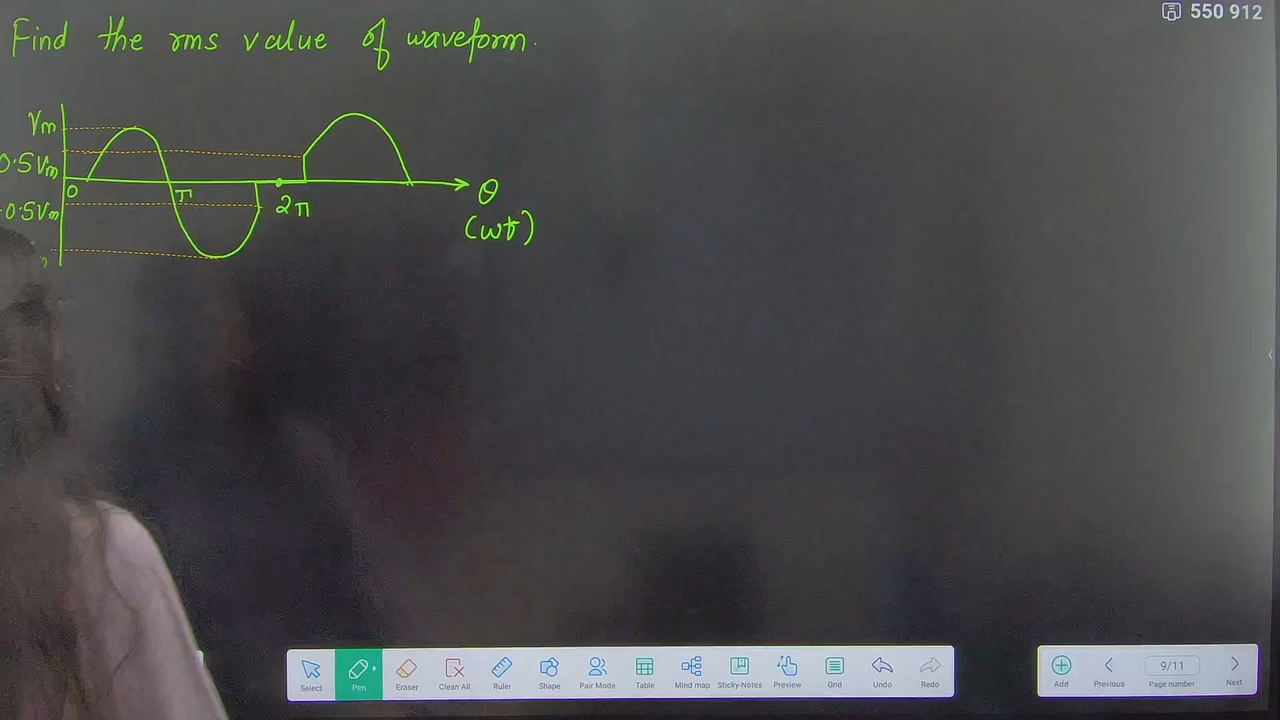 550 912
Find the rms value of waveform.
Vm
0.5Vm
0
π
2π
θ
-0.5Vm
(ωt)
Select
Pen
Eraser
Clean All
Ruler
Shape
Pair Mode
Table
Mind map
Sticky-Notes
Preview
Grid
Undo
Redo
Add
Previous
9/11
Page number
Next